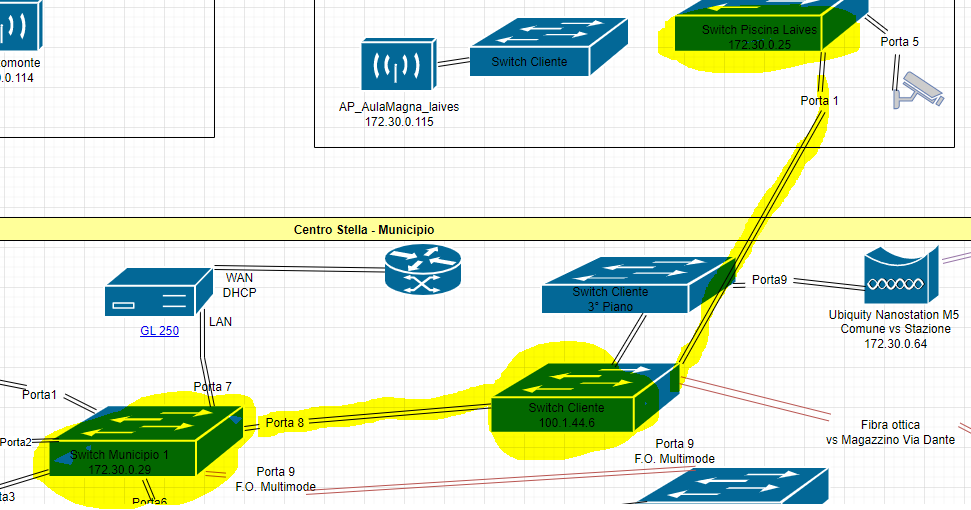 omonte
0.0.114
AP_AulaMagna_laives
172.30.0.115
Switch Cliente
Switch Piscina Laives
172.30.0.25
Porta 5
Porta 1
Centro Stella - Municipio
WAN
DHCP
LAN
GL 250
Switch Cliente
3° Piano
Porta9
Ubiquity Nanostation M5
Comune vs Stazione
172.30.0.64
Porta 7
Porta1
Porta 8
Switch Cliente
100.1.44.6
Porta2
Switch Municipio 1
172.30.0.29
ta3
Porta6
Porta 9
F.O. Multimode
Porta 9
F.O. Multimode
Fibra ottica
vs Magazzino Via Dante